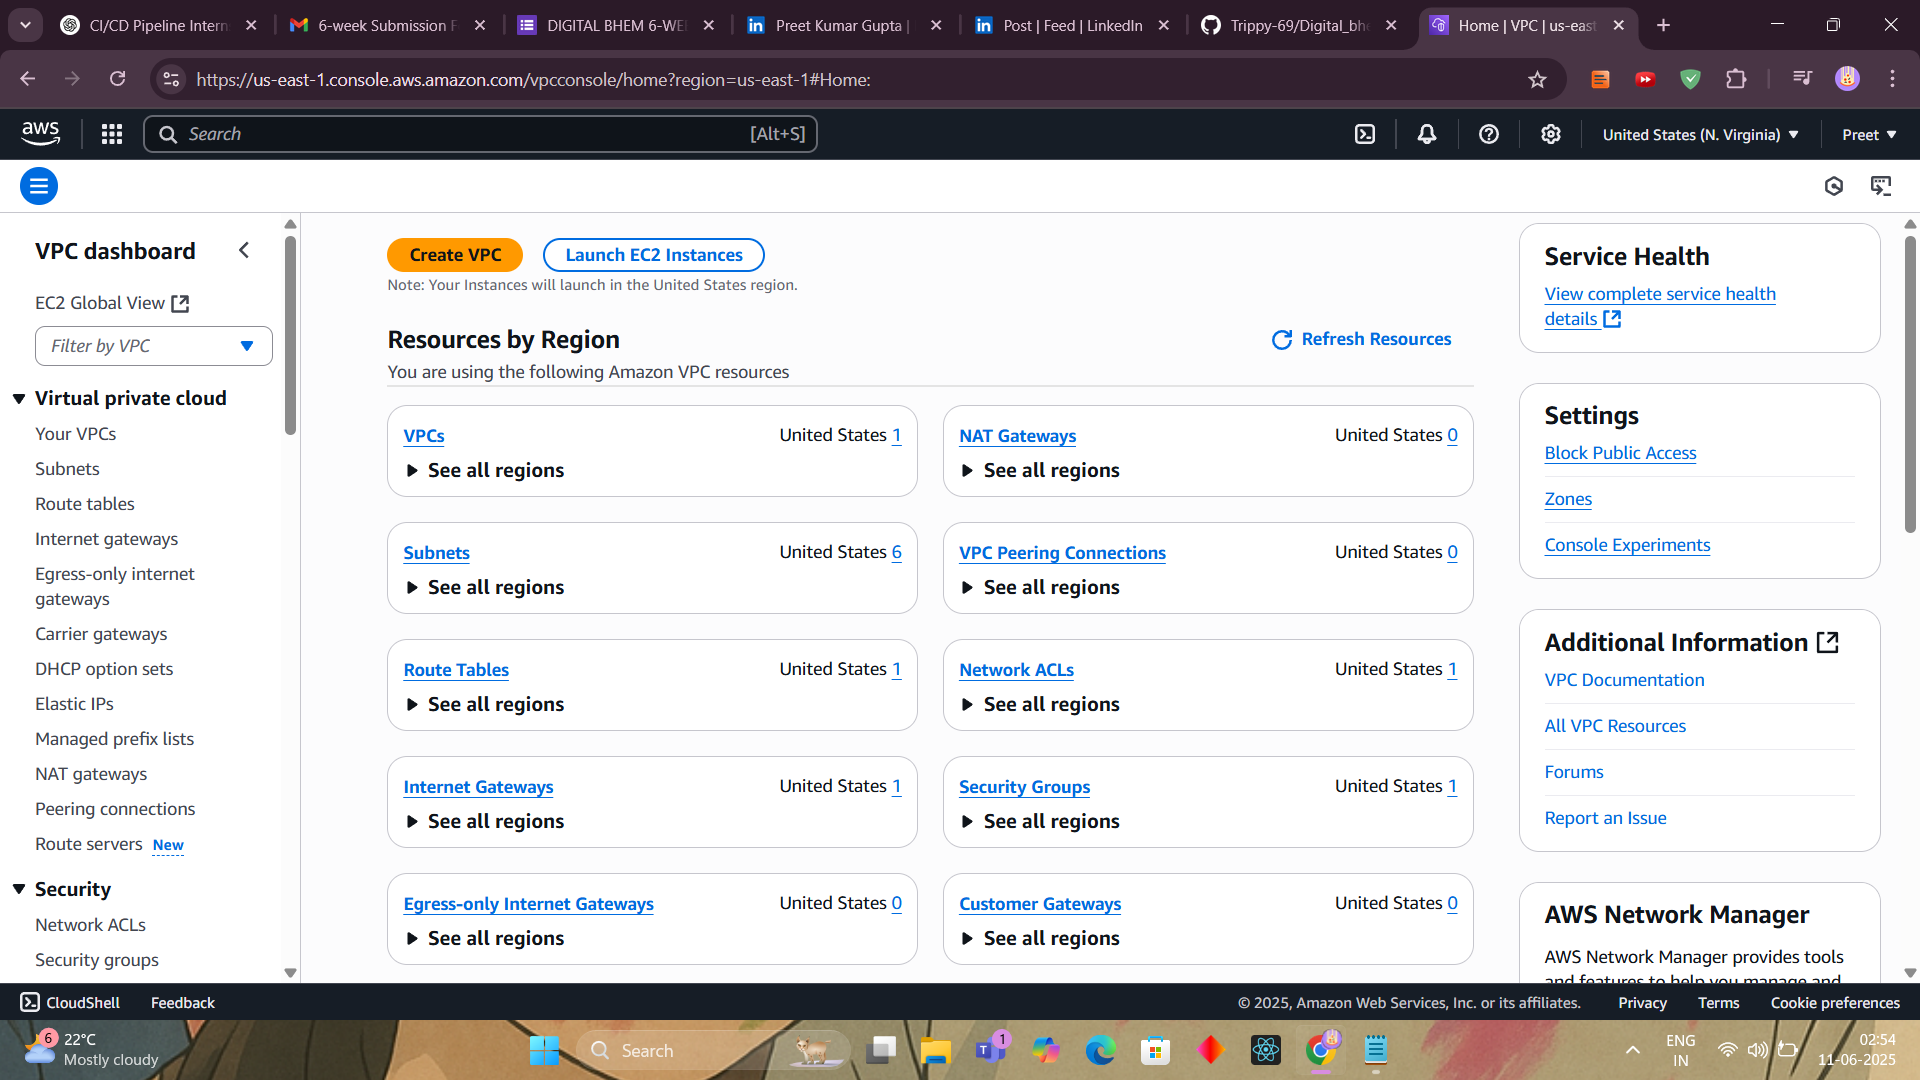 CI/CD Pipeline Intern
6-week Submission F
DIGITAL BHEM 6-WE
Preet Kumar Gupta |
Post | Feed | LinkedIn
Trippy-69/Digital_bhe
Home | VPC | us-east
https://us-east-1.console.aws.amazon.com/vpcconsole/home?region=us-east-1#Home:
aws
Search
[Alt+S]
United States (N. Virginia)
Preet
VPC dashboard
EC2 Global View
Filter by VPC
Virtual private cloud
Your VPCs
Subnets
Route tables
Internet gateways
Egress-only internet
gateways
Carrier gateways
DHCP option sets
Elastic IPs
Managed prefix lists
NAT gateways
Peering connections
Route servers New
Security
Network ACLs
Security groups
Create VPC
Launch EC2 Instances
Note: Your Instances will launch in the United States region.
Resources by Region
Refresh Resources
You are using the following Amazon VPC resources
VPCs United States 1
See all regions
NAT Gateways United States 0
See all regions
Subnets United States 6
See all regions
VPC Peering Connections United States 0
See all regions
Route Tables United States 1
See all regions
Network ACLs United States 1
See all regions
Internet Gateways United States 1
See all regions
Security Groups United States 1
See all regions
Egress-only Internet Gateways United States 0
See all regions
Customer Gateways United States 0
See all regions
Service Health
View complete service health
details
Settings
Block Public Access
Zones
Console Experiments
Additional Information
VPC Documentation
All VPC Resources
Forums
Report an Issue
AWS Network Manager
AWS Network Manager provides tools
and features to help you manage and
CloudShell
Feedback
© 2025, Amazon Web Services, Inc. or its affiliates.
Privacy
Terms
Cookie preferences
6
22°C
Mostly cloudy
Search
1
ENG
IN
02:54
11-06-2025